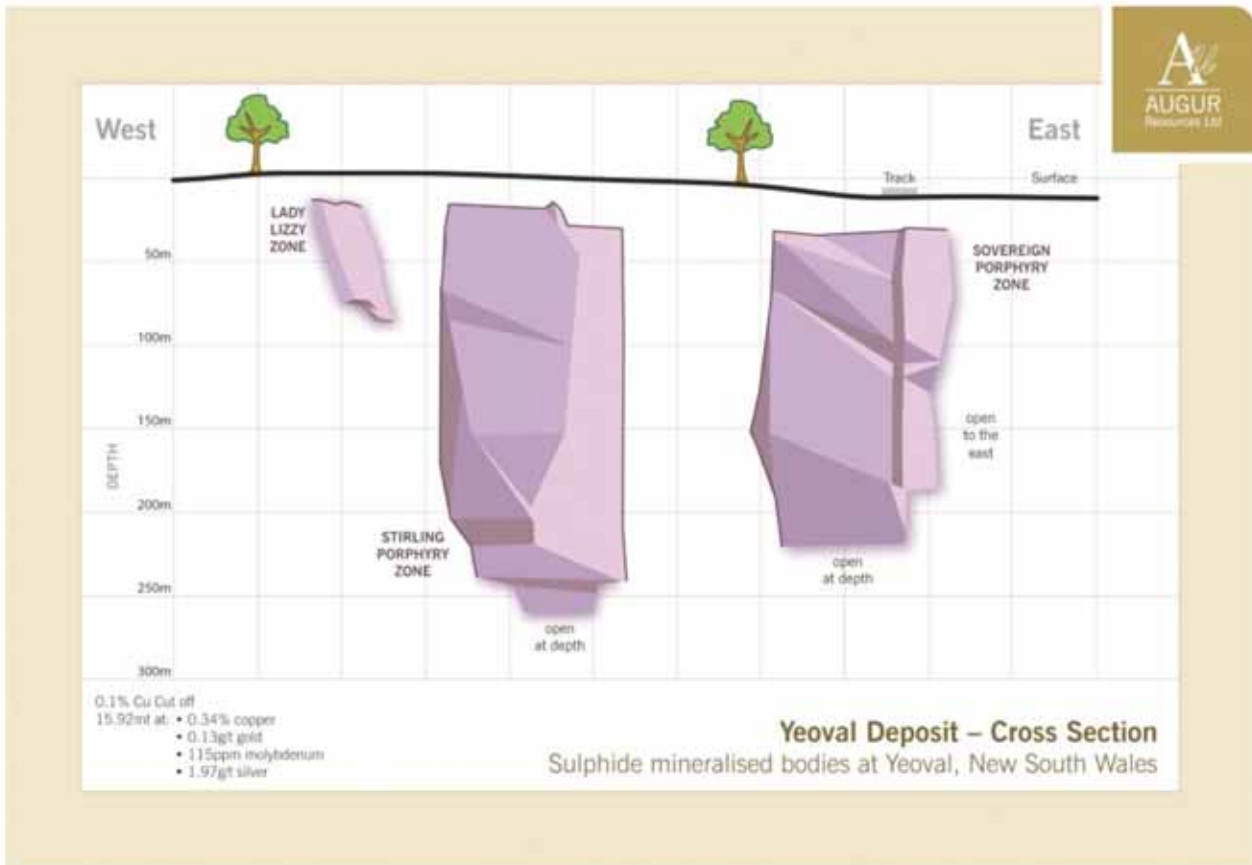 A
AUGUR
Resources Ltd
West
East
Track
Surface
LADY
LIZZY
ZONE
SOVEREIGN
PORPHYRY
ZONE
50m
100m
150m
DEPTH
open
to the
east
200m
STIRLING
PORPHYRY
ZONE
open
at depth
250m
open
at depth
300m
0.1% Cu Cut off
15.92mt at: • 0.34% copper
• 0.13g/t gold
• 115ppm molybdenum
• 1.97g/t silver
Yeoval Deposit – Cross Section
Sulphide mineralised bodies at Yeoval, New South Wales